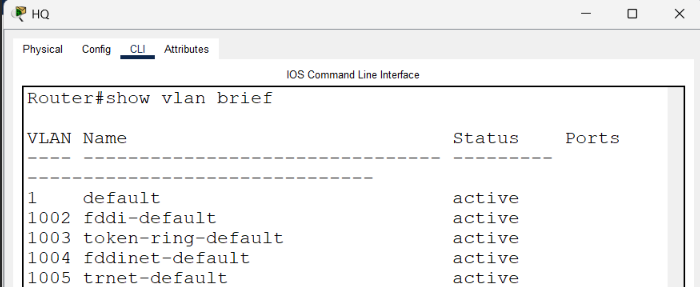 HQ
Physical Config CLI Attributes
IOS Command Line Interface
Router#show vlan brief
VLAN Name Status Ports
---- -------------------------------- ---------
-------------------------------
1 default active
1002 fddi-default active
1003 token-ring-default active
1004 fddinet-default active
1005 trnet-default active